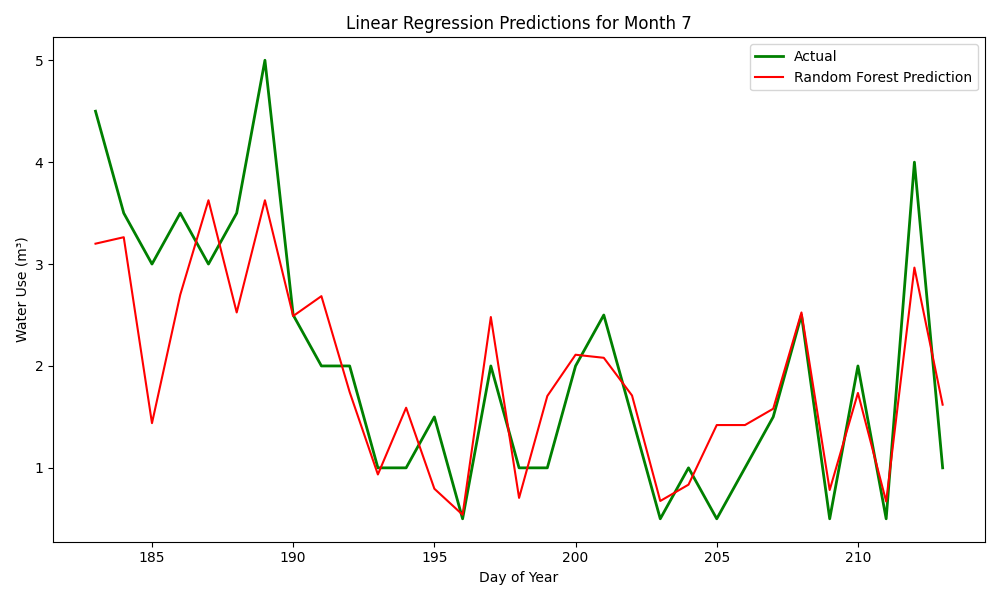 Linear Regression Predictions for Month 7
Actual
Random Forest Prediction
5
4
3
2
1
Water Use (m³)
185 190 195 200 205 210
Day of Year